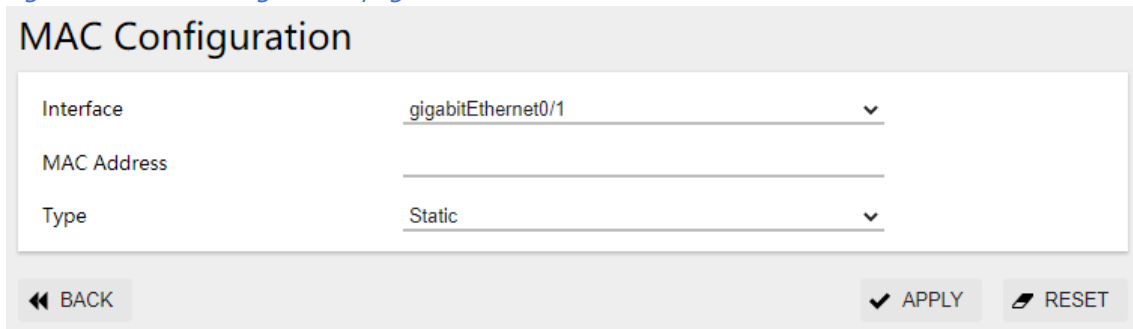 MAC Configuration
Interface
gigabitEthernet0/1
MAC Address
Type
Static
BACK
APPLY
RESET